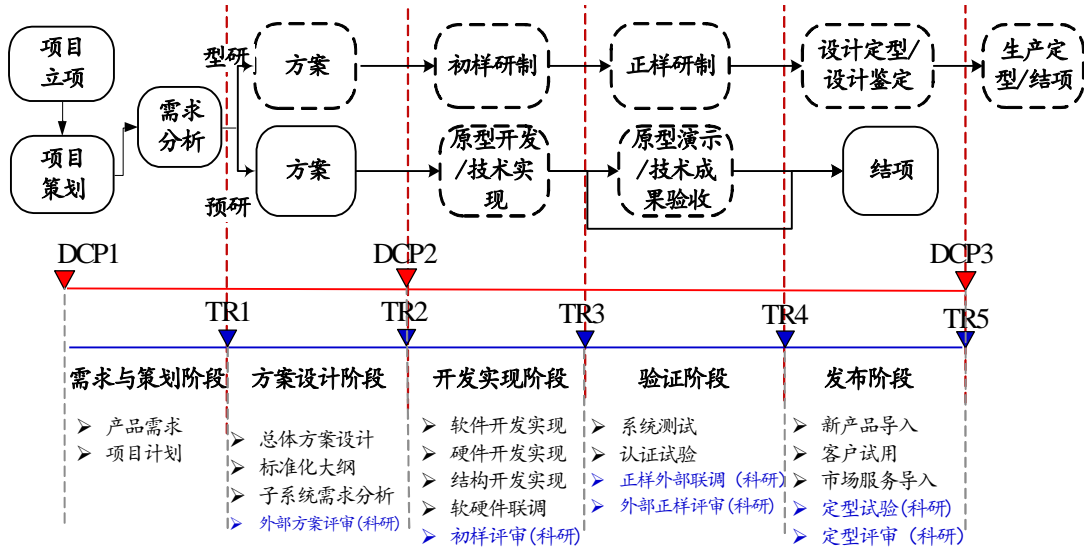 项目
立项
项目
策划
需求
分析
型研
方案
初样研制
正样研制
设计定型/
设计鉴定
生产定
型/结项
预研
方案
原型开发
/技术实
现
原型演示
/技术成
果验收
结项
DCP1
DCP2
DCP3
TR1
TR2
TR3
TR4
TR5
需求与策划阶段
➢ 产品需求
➢ 项目计划
方案设计阶段
➢ 总体方案设计
➢ 标准化大纲
➢ 子系统需求分析
➢ 外部方案评审(科研)
开发实现阶段
➢ 软件开发实现
➢ 硬件开发实现
➢ 结构开发实现
➢ 软硬件联调
➢ 初样评审(科研)
验证阶段
➢ 系统测试
➢ 认证试验
➢ 正样外部联调 (科研)
➢ 外部正样评审(科研)
发布阶段
➢ 新产品导入
➢ 客户试用
➢ 市场服务导入
➢ 定型试验(科研)
➢ 定型评审 (科研)